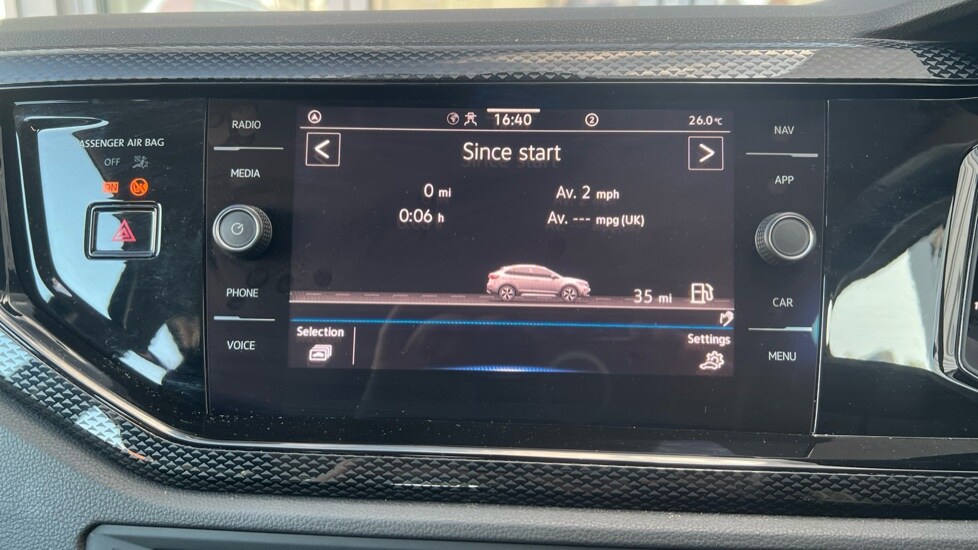 PASSENGER AIR BAG
OFF
ON
RADIO
MEDIA
PHONE
VOICE
16:40
2
26.0°C
<
Since start
>
0 mi
Av. 2 mph
0:06 h
Av. --- mpg (UK)
35 mi
Selection
Settings
NAV
APP
CAR
MENU